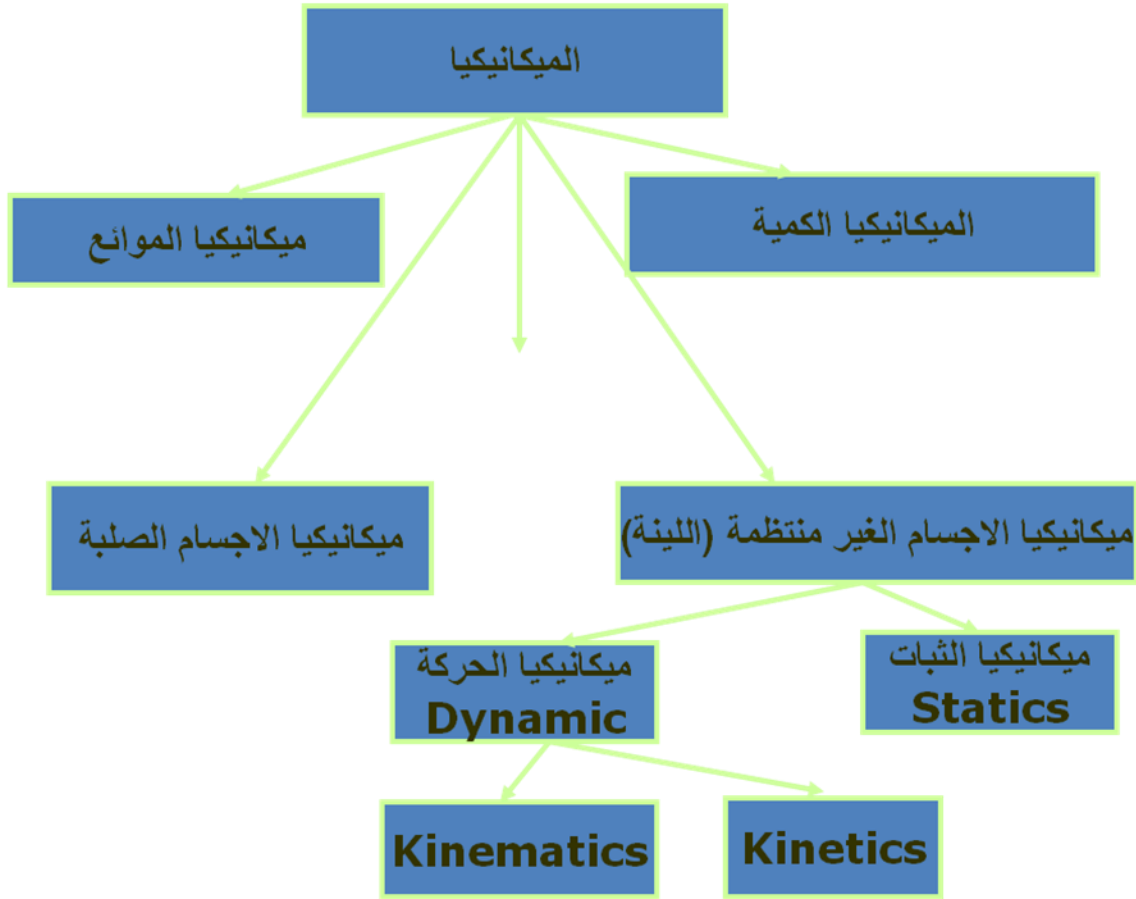 الميكانيكيا
الميكانيكيا الكمية
ميكانيكيا الموائع
ميكانيكيا الاجسام الغير منتظمة (اللينة)
ميكانيكيا الاجسام الصلبة
ميكانيكيا الثبات
Statics
ميكانيكيا الحركة
Dynamic
Kinetics
Kinematics